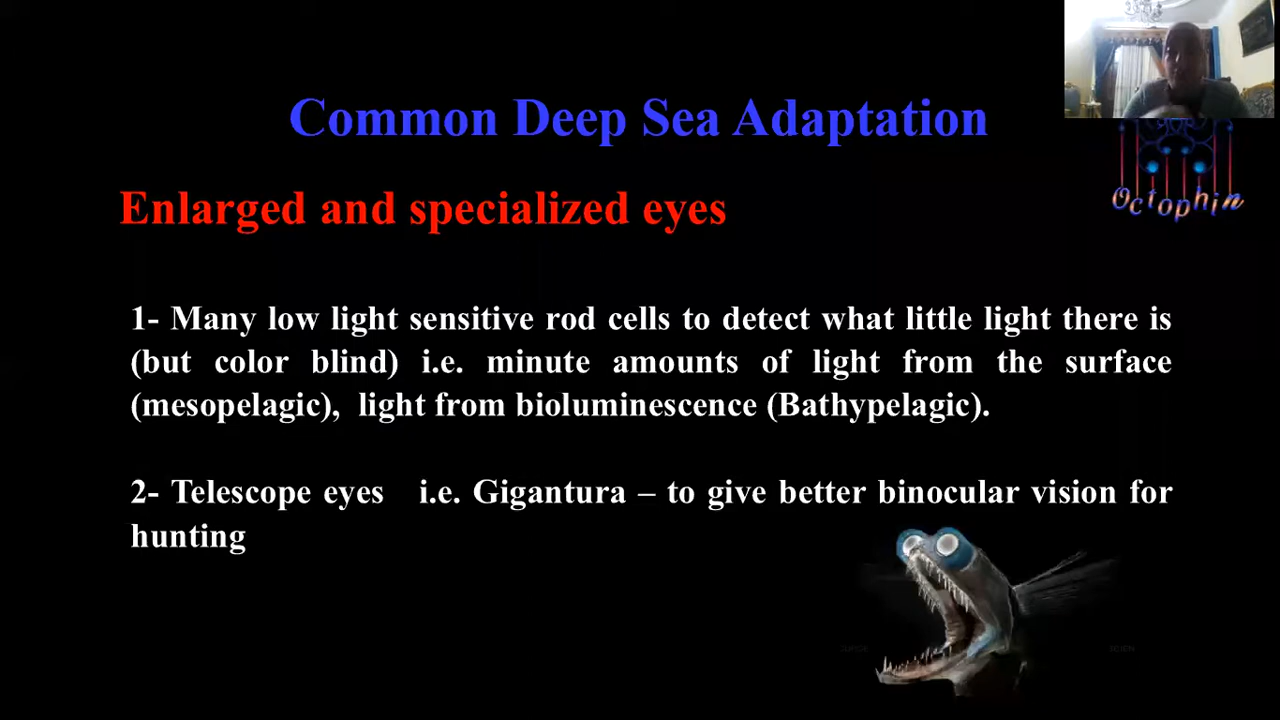 Common Deep Sea Adaptation
Octophin
Enlarged and specialized eyes
1- Many low light sensitive rod cells to detect what little light there is
(but color blind) i.e. minute amounts of light from the surface
(mesopelagic), light from bioluminescence (Bathypelagic).
2- Telescope eyes i.e. Gigantura – to give better binocular vision for
hunting